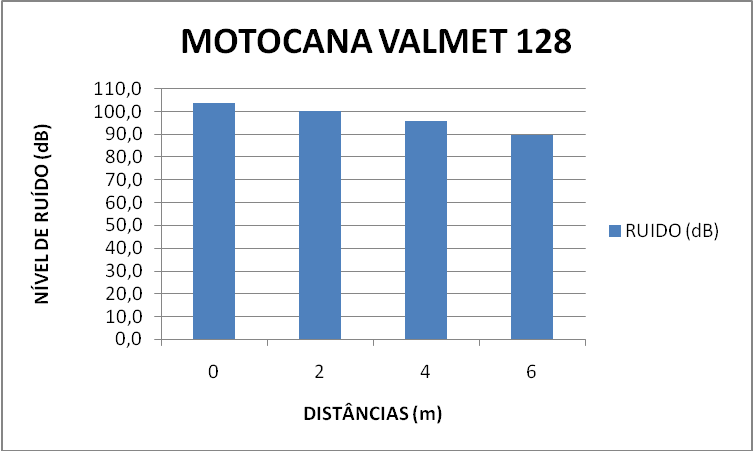 MOTOCANA VALMET 128
NÍVEL DE RUÍDO (dB)
110,0
100,0
90,0
80,0
70,0
60,0
50,0
40,0
30,0
20,0
10,0
0,0
0 2 4 6
DISTÂNCIAS (m)
RUIDO (dB)